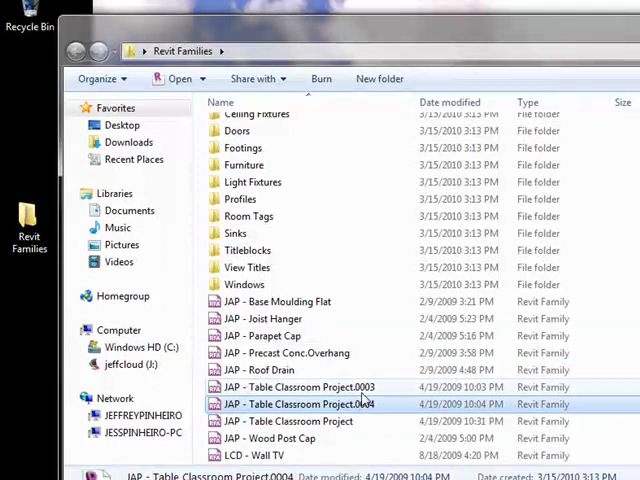 Recycle Bin
Revit Families
Organize Open Share with Burn New folder
Favorites
Desktop
Downloads
Recent Places
Libraries
Documents
Music
Pictures
Videos
Homegroup
Computer
Windows HD (C:)
jeffcloud (J:)
Network
JEFFREYPINHEIRO
JESSPINHEIRO-PC
Revit
Families
Name Date modified Type Size
Ceiling Fixtures 3/15/2010 3:13 PM File folder
Doors 3/15/2010 3:13 PM File folder
Footings 3/15/2010 3:13 PM File folder
Furniture 3/15/2010 3:13 PM File folder
Light Fixtures 3/15/2010 3:13 PM File folder
Profiles 3/15/2010 3:13 PM File folder
Room Tags 3/15/2010 3:13 PM File folder
Sinks 3/15/2010 3:13 PM File folder
Titleblocks 3/15/2010 3:13 PM File folder
View Titles 3/15/2010 3:13 PM File folder
Windows 3/15/2010 3:13 PM File folder
JAP - Base Moulding Flat 2/9/2009 3:21 PM Revit Family
JAP - Joist Hanger 2/4/2009 5:23 PM Revit Family
JAP - Parapet Cap 2/4/2009 5:16 PM Revit Family
JAP - Precast Conc.Overhang 2/9/2009 3:58 PM Revit Family
JAP - Roof Drain 2/9/2009 4:48 PM Revit Family
JAP - Table Classroom Project.0003 4/19/2009 10:03 PM Revit Family
JAP - Table Classroom Project.0004 4/19/2009 10:04 PM Revit Family
JAP - Table Classroom Project 4/19/2009 10:31 PM Revit Family
JAP - Wood Post Cap 2/4/2009 5:00 PM Revit Family
LCD - Wall TV 8/18/2009 4:20 PM Revit Family
JAP - Table Classroom Project.0004 Date modified: 4/19/2009 10:04 PM Date created: 3/15/2010 3:13 PM